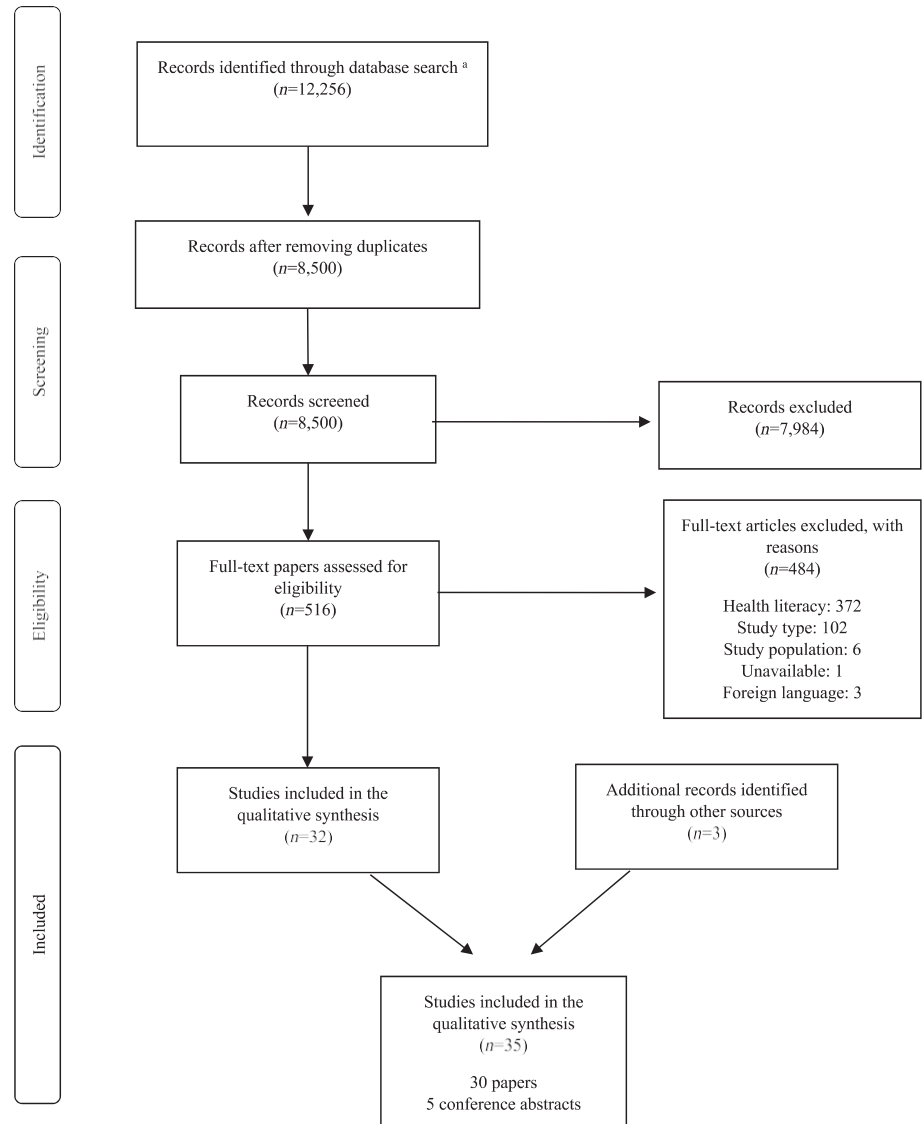 Identification
Records identified through database search ᵃ
(n=12,256)
Records after removing duplicates
(n=8,500)
Screening
Records screened
(n=8,500)
Records excluded
(n=7,984)
Eligibility
Full-text papers assessed for
eligibility
(n=516)
Full-text articles excluded, with
reasons
(n=484)
Health literacy: 372
Study type: 102
Study population: 6
Unavailable: 1
Foreign language: 3
Included
Studies included in the
qualitative synthesis
(n=32)
Additional records identified
through other sources
(n=3)
Studies included in the
qualitative synthesis
(n=35)
30 papers
5 conference abstracts